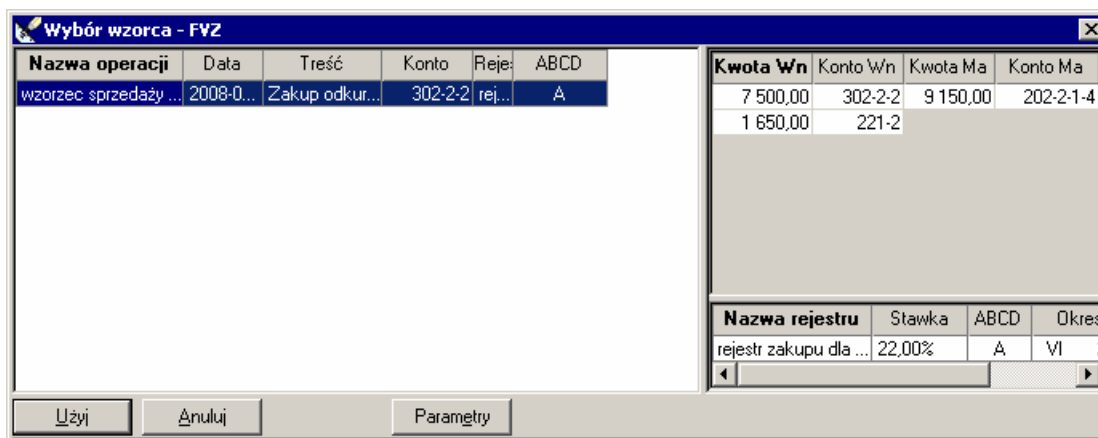 Wybór wzorca - FVZ
Nazwa operacji Data Treść Konto Reje: ABCD
wzorzec sprzedaży ... 2008-0... Zakup odkur... 302-2-2 rej... A
Kwota Wn Konto Wn Kwota Ma Konto Ma
7 500,00 302-2-2 9 150,00 202-2-1-4
1 650,00 221-2
Nazwa rejestru Stawka ABCD Okres
rejestr zakupu dla ... 22,00% A VI
Użyj Anuluj Parametry